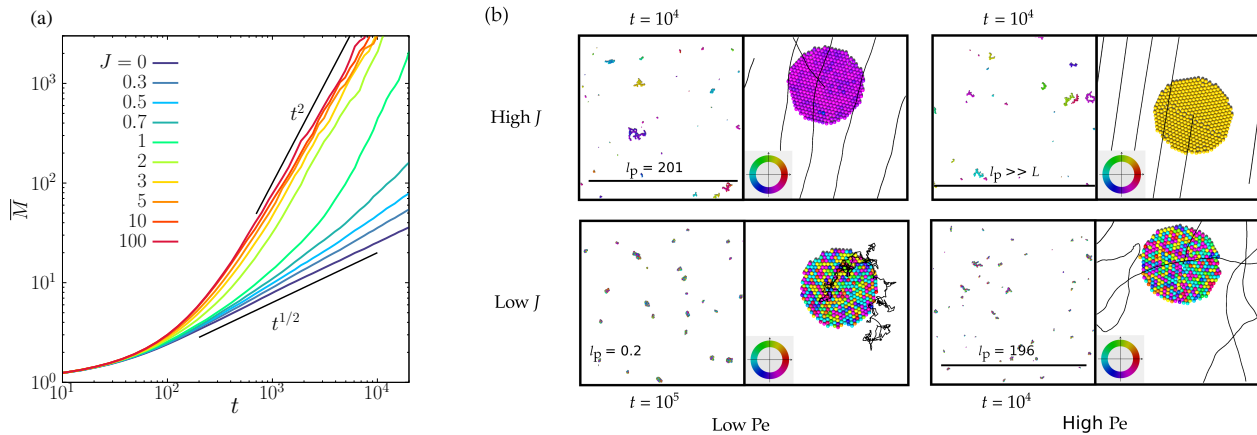 (a)
10³
10²
10¹
10⁰
M̅
J = 0
0.3
0.5
0.7
1
2
3
5
10
100
t²
t^{1/2}
10¹
10²
10³
10⁴
t
(b)
t = 10⁴
t = 10⁴
High J
l_p = 201
l_p >> L
Low J
l_p = 0.2
l_p = 196
t = 10⁵
t = 10⁴
Low Pe
High Pe